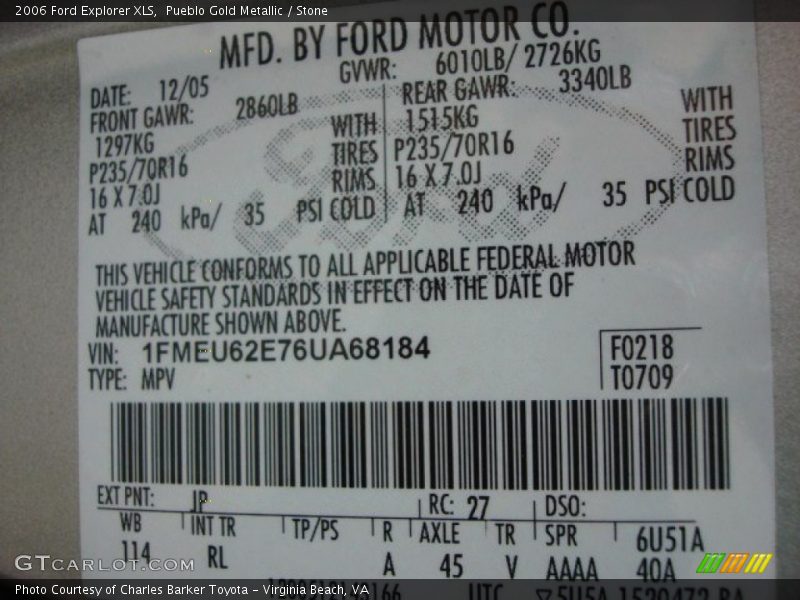 2006 Ford Explorer XLS, Pueblo Gold Metallic / Stone
MFD. BY FORD MOTOR CO.
DATE: 12/05 GVWR: 6010LB/ 2726KG
FRONT GAWR: 2860LB REAR GAWR: 3340LB
1297KG WITH 1515KG WITH
P235/70R16 TIRES P235/70R16 TIRES
16 X 7.0J RIMS 16 X 7.0J RIMS
AT 240 kPa/ 35 PSI COLD AT 240 kPa/ 35 PSI COLD
Ford
THIS VEHICLE CONFORMS TO ALL APPLICABLE FEDERAL MOTOR
VEHICLE SAFETY STANDARDS IN EFFECT ON THE DATE OF
MANUFACTURE SHOWN ABOVE.
VIN: 1FMEU62E76UA68184 F0218
TYPE: MPV T0709
EXT PNT: JP RC: 27 DSO:
WB INT TR TP/PS R AXLE TR SPR 6U51A
114 RL A 45 V AAAA 40A
GTCARLOT.COM
UTC
Photo Courtesy of Charles Barker Toyota - Virginia Beach, VA